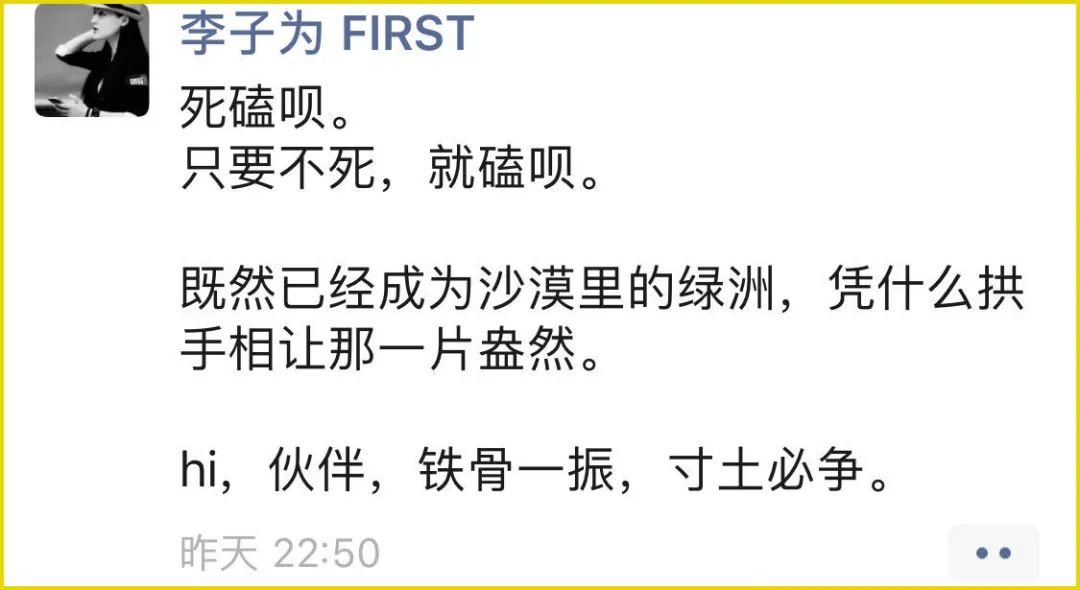 李子为 FIRST
死磕呗。
只要不死，就磕呗。
既然已经成为沙漠里的绿洲，凭什么拱
手相让那一片盎然。
hi，伙伴，铁骨一振，寸土必争。
昨天 22:50